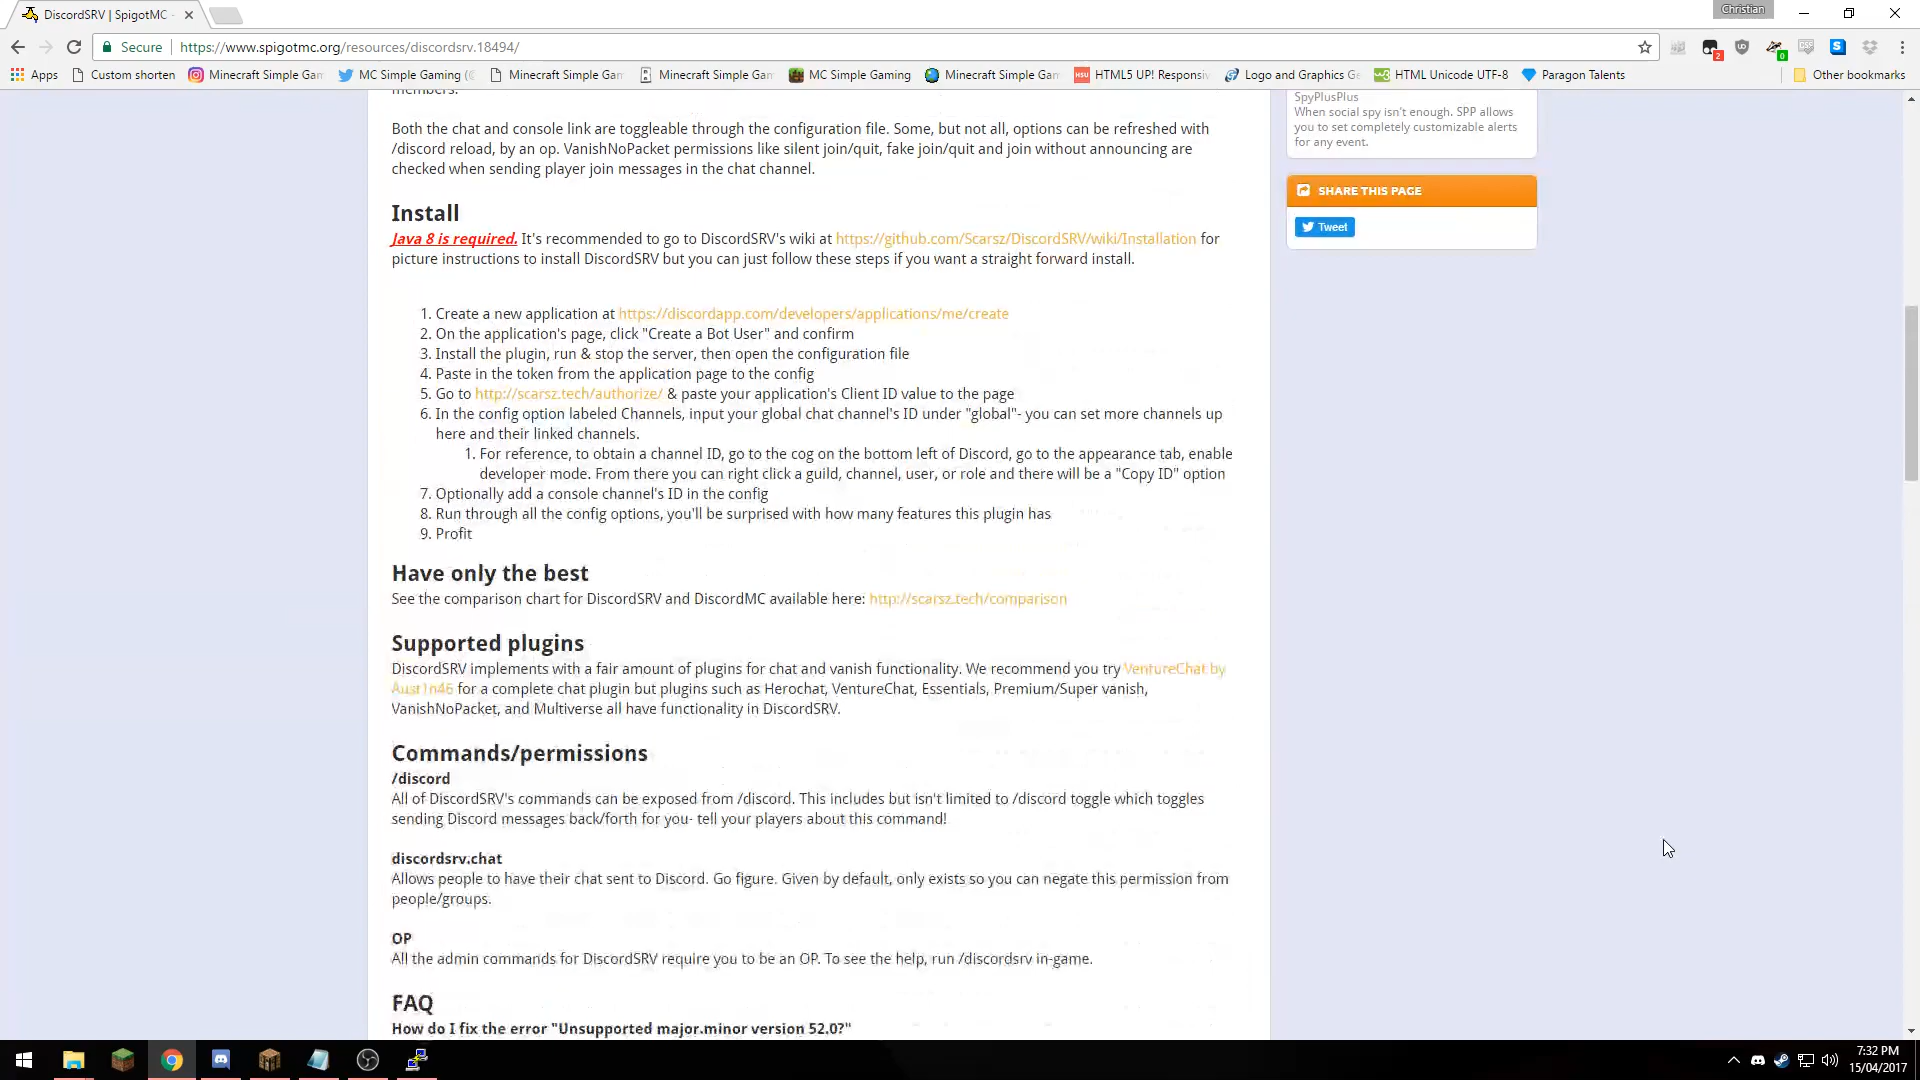 DiscordSRV | SpigotMC -
Christian
Secure
https://www.spigotmc.org/resources/discordsrv.18494/
2
0
Apps
Custom shorten
Minecraft Simple Gam
MC Simple Gaming (@
Minecraft Simple Gam
Minecraft Simple Gam
MC Simple Gaming
Minecraft Simple Gam
HTML5 UP! Responsiv
Logo and Graphics Ge
HTML Unicode UTF-8
Paragon Talents
Other bookmarks
members.
Both the chat and console link are toggleable through the configuration file. Some, but not all, options can be refreshed with
/discord reload, by an op. VanishNoPacket permissions like silent join/quit, fake join/quit and join without announcing are
checked when sending player join messages in the chat channel.
Install
Java 8 is required. It's recommended to go to DiscordSRV's wiki at https://github.com/Scarsz/DiscordSRV/wiki/Installation for
picture instructions to install DiscordSRV but you can just follow these steps if you want a straight forward install.
1. Create a new application at https://discordapp.com/developers/applications/me/create
2. On the application's page, click "Create a Bot User" and confirm
3. Install the plugin, run & stop the server, then open the configuration file
4. Paste in the token from the application page to the config
5. Go to http://scarsz.tech/authorize/ & paste your application's Client ID value to the page
6. In the config option labeled Channels, input your global chat channel's ID under "global"- you can set more channels up
here and their linked channels.
1. For reference, to obtain a channel ID, go to the cog on the bottom left of Discord, go to the appearance tab, enable
developer mode. From there you can right click a guild, channel, user, or role and there will be a "Copy ID" option
7. Optionally add a console channel's ID in the config
8. Run through all the config options, you'll be surprised with how many features this plugin has
9. Profit
Have only the best
See the comparison chart for DiscordSRV and DiscordMC available here: http://scarsz.tech/comparison
Supported plugins
DiscordSRV implements with a fair amount of plugins for chat and vanish functionality. We recommend you try VentureChat by
Aust1n46 for a complete chat plugin but plugins such as Herochat, VentureChat, Essentials, Premium/Super vanish,
VanishNoPacket, and Multiverse all have functionality in DiscordSRV.
Commands/permissions
/discord
All of DiscordSRV's commands can be exposed from /discord. This includes but isn't limited to /discord toggle which toggles
sending Discord messages back/forth for you- tell your players about this command!
discordsrv.chat
Allows people to have their chat sent to Discord. Go figure. Given by default, only exists so you can negate this permission from
people/groups.
OP
All the admin commands for DiscordSRV require you to be an OP. To see the help, run /discordsrv in-game.
FAQ
How do I fix the error "Unsupported major.minor version 52.0?"
SpyPlusPlus
When social spy isn't enough. SPP allows
you to set completely customizable alerts
for any event.
SHARE THIS PAGE
Tweet
7:32 PM
15/04/2017